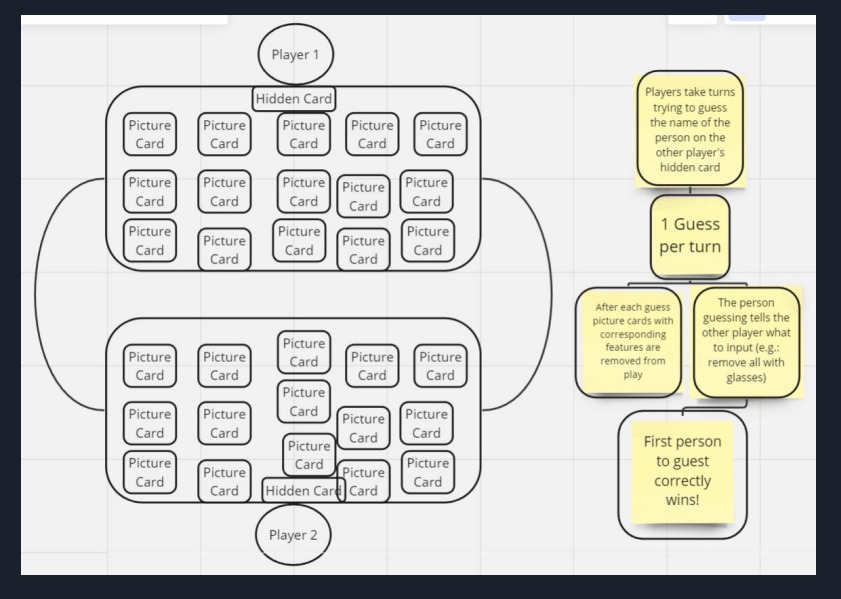 Player 1
Hidden Card
Picture
Card
Picture
Card
Picture
Card
Picture
Card
Picture
Card
Picture
Card
Picture
Card
Picture
Card
Picture
Card
Picture
Card
Picture
Card
Picture
Card
Picture
Card
Picture
Card
Picture
Card
Picture
Card
Picture
Card
Picture
Card
Picture
Card
Picture
Card
Picture
Card
Picture
Card
Picture
Card
Picture
Card
Picture
Card
Picture
Card
Picture
Card
Picture
Card
Picture
Card
Picture
Card
Hidden Card
Player 2
Players take turns
trying to guess
the name of the
person on the
other player's
hidden card
1 Guess
per turn
After each guess
picture cards with
corresponding
features are
removed from
play
The person
guessing tells the
other player what
to input (e.g.:
remove all with
glasses)
First person
to guest
correctly
wins!